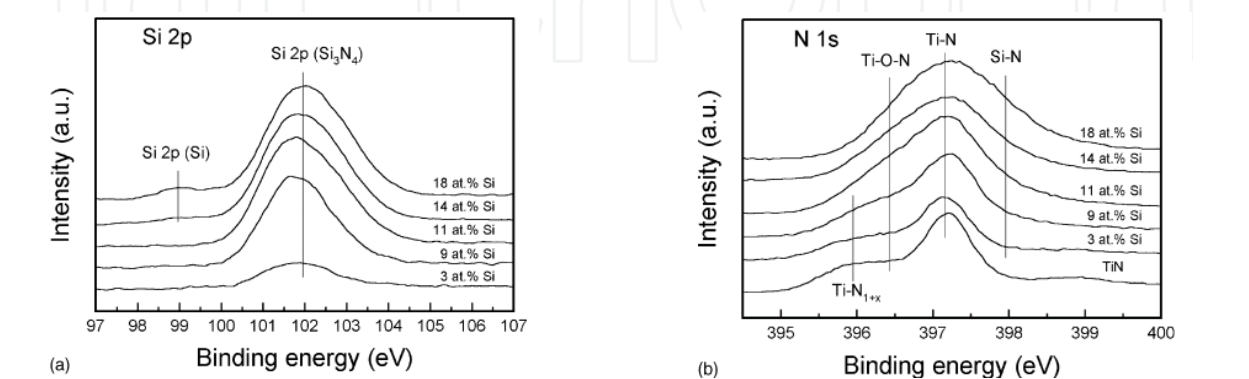 Si 2p
Si 2p (Si₃N₄)
Si 2p (Si)
18 at.% Si
14 at.% Si
11 at.% Si
9 at.% Si
3 at.% Si
Intensity (a.u.)
97 98 99 100 101 102 103 104 105 106 107
Binding energy (eV)
(a)
N 1s
Ti-O-N
Ti-N
Si-N
18 at.% Si
14 at.% Si
11 at.% Si
9 at.% Si
3 at.% Si
TiN
Ti-N₁₊ₓ
Intensity (a.u.)
395 396 397 398 399 400
Binding energy (eV)
(b)